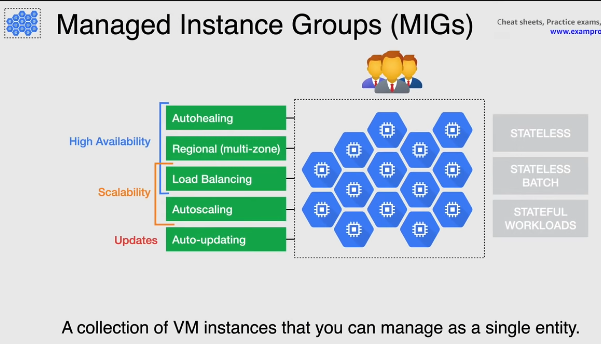 Managed Instance Groups (MIGs)
Cheat sheets, Practice exams,
www.exampro
High Availability
Scalability
Updates
Autohealing
Regional (multi-zone)
Load Balancing
Autoscaling
Auto-updating
STATELESS
STATELESS
BATCH
STATEFUL
WORKLOADS
A collection of VM instances that you can manage as a single entity.